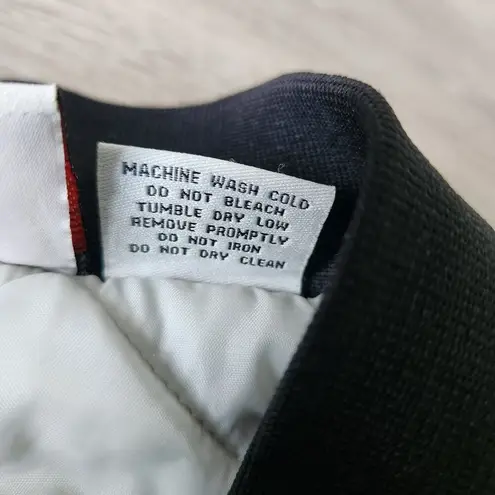 MACHINE WASH COLD
DO NOT BLEACH
TUMBLE DRY LOW
REMOVE PROMPTLY
DO NOT IRON
DO NOT DRY CLEAN